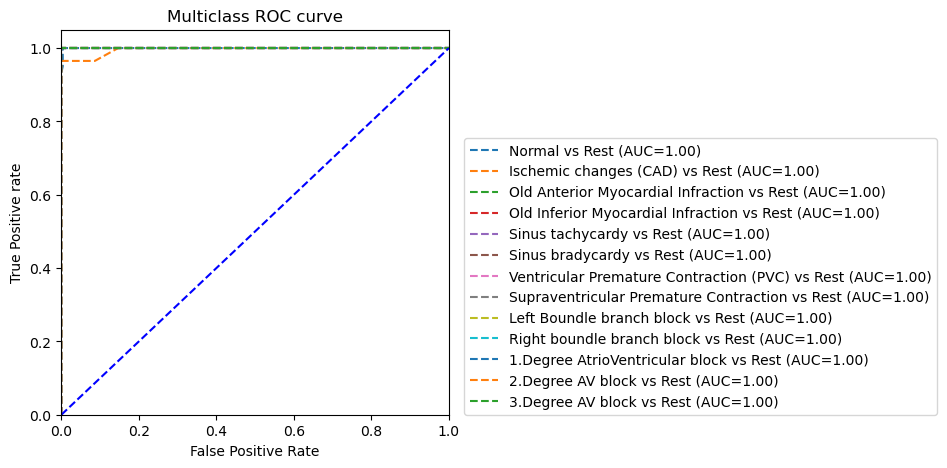 Multiclass ROC curve
True Positive rate
1.0
0.8
0.6
0.4
0.2
0.0
0.0 0.2 0.4 0.6 0.8 1.0
False Positive Rate
Normal vs Rest (AUC=1.00)
Ischemic changes (CAD) vs Rest (AUC=1.00)
Old Anterior Myocardial Infraction vs Rest (AUC=1.00)
Old Inferior Myocardial Infraction vs Rest (AUC=1.00)
Sinus tachycardy vs Rest (AUC=1.00)
Sinus bradycardy vs Rest (AUC=1.00)
Ventricular Premature Contraction (PVC) vs Rest (AUC=1.00)
Supraventricular Premature Contraction vs Rest (AUC=1.00)
Left Boundle branch block vs Rest (AUC=1.00)
Right boundle branch block vs Rest (AUC=1.00)
1.Degree AtrioVentricular block vs Rest (AUC=1.00)
2.Degree AV block vs Rest (AUC=1.00)
3.Degree AV block vs Rest (AUC=1.00)